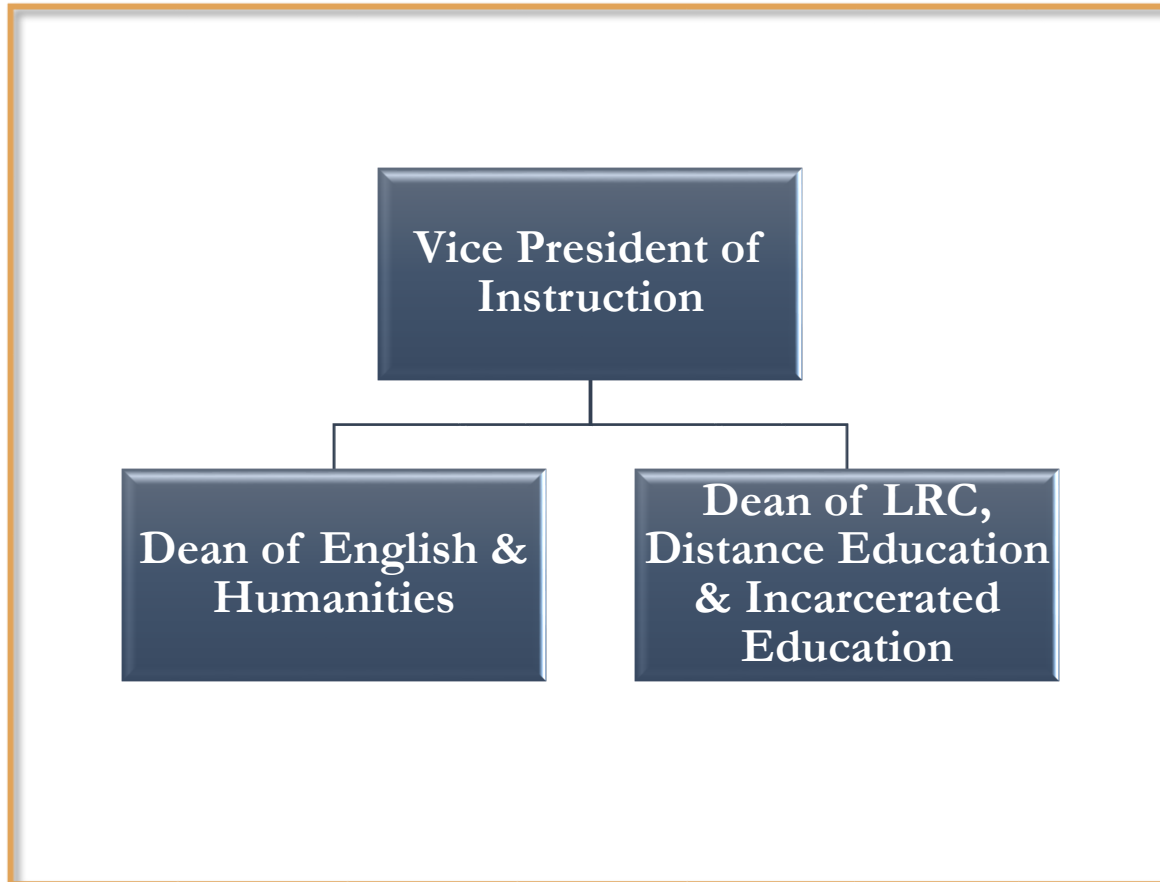 Vice President of
Instruction
Dean of English &
Humanities
Dean of LRC,
Distance Education
& Incarcerated
Education